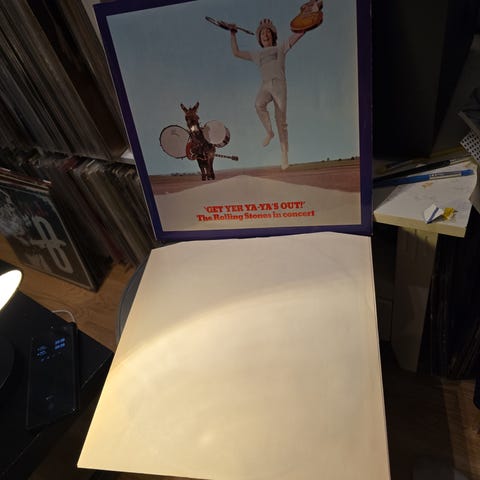 'GET YER YA-YA'S OUT!'
The Rolling Stones in concert